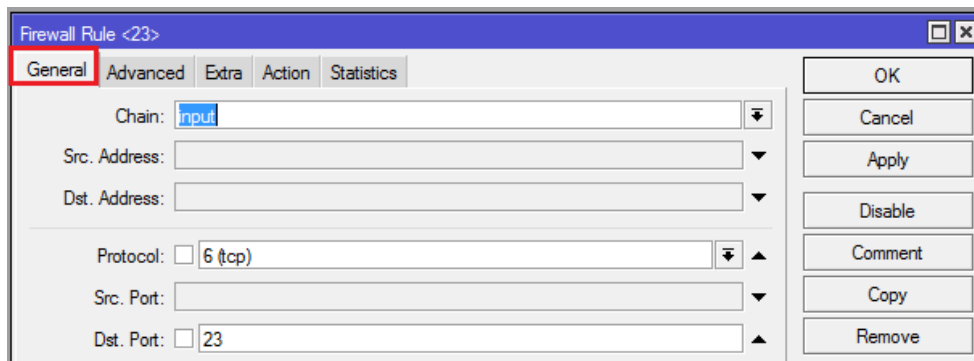 Firewall Rule <23>
General Advanced Extra Action Statistics
OK
Chain: input
Cancel
Src. Address:
Apply
Dst. Address:
Disable
Protocol: 6 (tcp)
Comment
Src. Port:
Copy
Dst. Port: 23
Remove